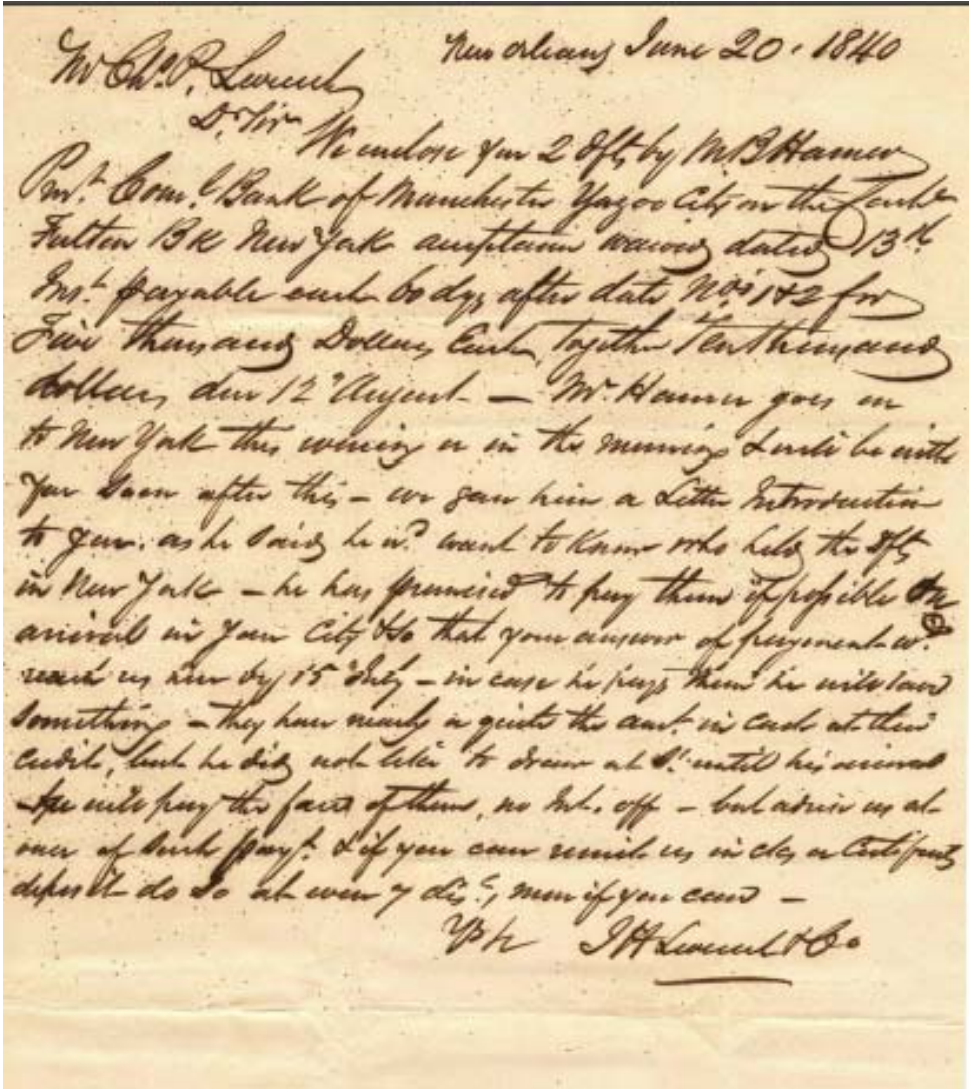 New Orleans June 20. 1840
Mr Chs. P. Leverich
Dr Sir
We enclose you 2 Dfts by M. B. Hamer
Prest. Comcl. Bank of Manchester Yazoo City on the Cashr
Fulton Bk New York acceptance waived dated 13th
Inst. payable each 60 dys after date Nos 1 & 2 for
Five thousand Dollars Each, together Ten thousand
dollars due 12 August — Mr. Hamer goes on
to New York this evening or in the morning & will be with
you soon after this – we gave him a Letter Introduction
to you. as he said he wd. want to know who held the Dfts
in New York – he has promised to pay them if possible on
arrival in your City & so that your answer of payment wd.
reach us here by 15 July – in case he pays them he will save
something – they have nearly or quite the amt. in cash at their
credit, but he did not like to draw at St. until his arrival
he will pay the face of them, no Int. off – but advise us at
once of such payt. & if you can remit us in cks or Certificate
deposit do so at even 7 disct, more if you can –
Yrs &c J H Leverich & Co